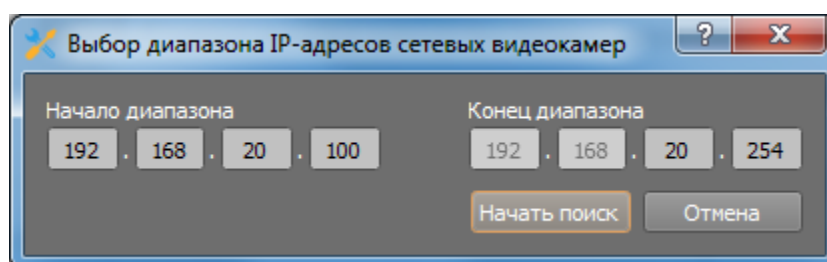 Выбор диапазона IP-адресов сетевых видеокамер ? X
Начало диапазона Конец диапазона
192 . 168 . 20 . 100 192 . 168 . 20 . 254
Начать поиск Отмена